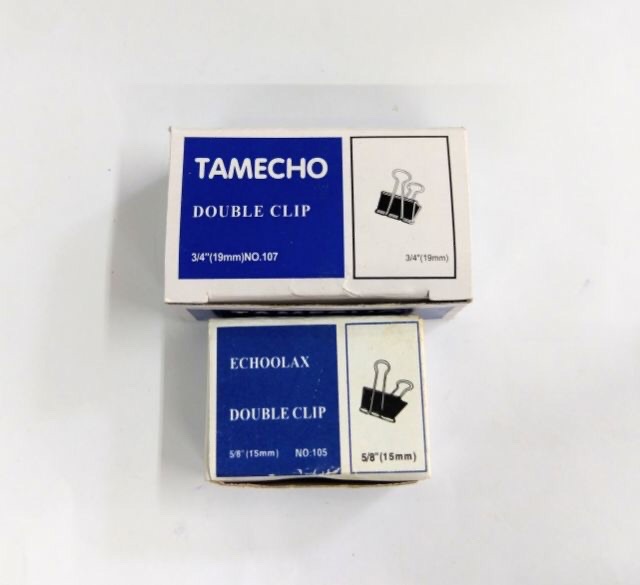 TAMECHO
DOUBLE CLIP
3/4"(19mm)NO.107
3/4"(19mm)
ECHOOLAX
DOUBLE CLIP
5/8"(15mm) NO:105
5/8"(15mm)